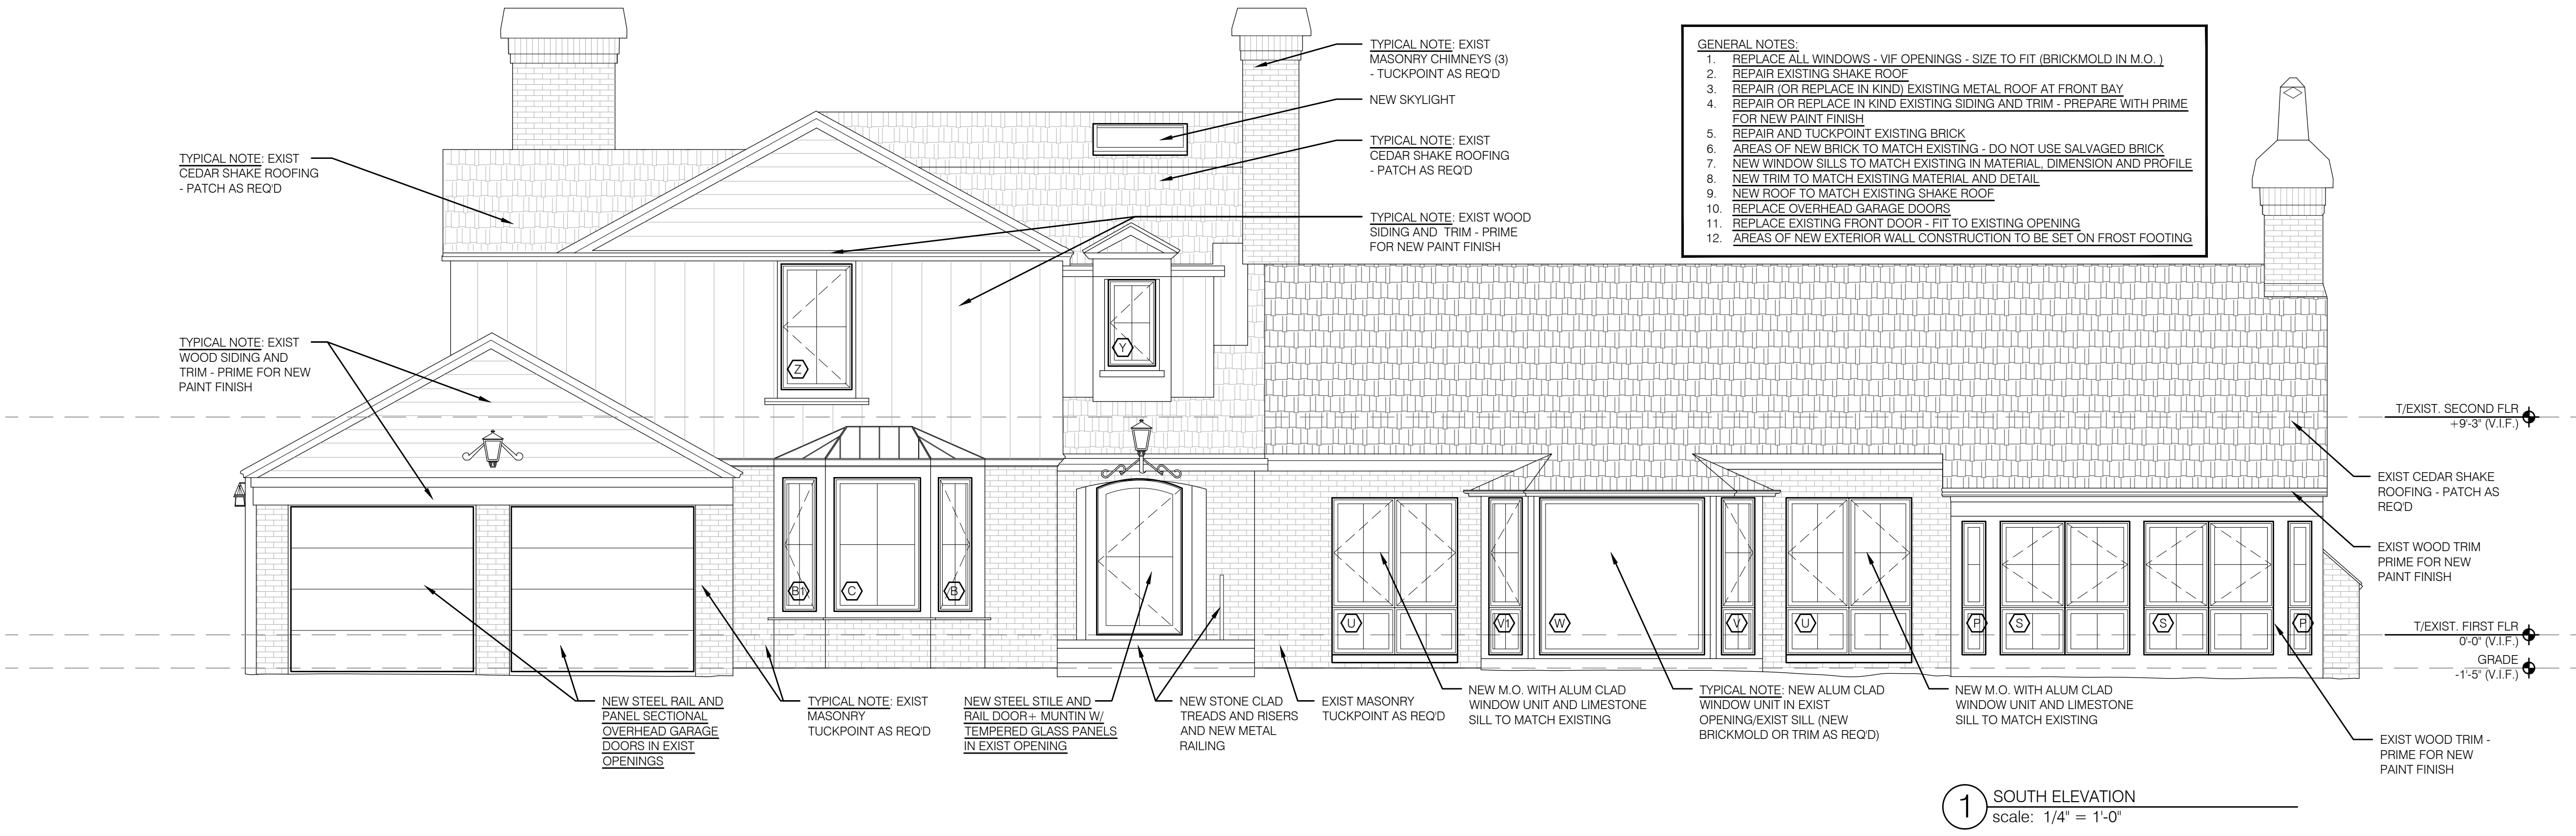 TYPICAL NOTE: EXIST
MASONRY CHIMNEYS (3)
- TUCKPOINT AS REQ'D
NEW SKYLIGHT
TYPICAL NOTE: EXIST
CEDAR SHAKE ROOFING
- PATCH AS REQ'D
TYPICAL NOTE: EXIST WOOD
SIDING AND TRIM - PRIME
FOR NEW PAINT FINISH
GENERAL NOTES:
1. REPLACE ALL WINDOWS - VIF OPENINGS - SIZE TO FIT (BRICKMOLD IN M.O. )
2. REPAIR EXISTING SHAKE ROOF
3. REPAIR (OR REPLACE IN KIND) EXISTING METAL ROOF AT FRONT BAY
4. REPAIR OR REPLACE IN KIND EXISTING SIDING AND TRIM - PREPARE WITH PRIME
FOR NEW PAINT FINISH
5. REPAIR AND TUCKPOINT EXISTING BRICK
6. AREAS OF NEW BRICK TO MATCH EXISTING - DO NOT USE SALVAGED BRICK
7. NEW WINDOW SILLS TO MATCH EXISTING IN MATERIAL, DIMENSION AND PROFILE
8. NEW TRIM TO MATCH EXISTING MATERIAL AND DETAIL
9. NEW ROOF TO MATCH EXISTING SHAKE ROOF
10. REPLACE OVERHEAD GARAGE DOORS
11. REPLACE EXISTING FRONT DOOR - FIT TO EXISTING OPENING
12. AREAS OF NEW EXTERIOR WALL CONSTRUCTION TO BE SET ON FROST FOOTING
TYPICAL NOTE: EXIST
CEDAR SHAKE ROOFING
- PATCH AS REQ'D
TYPICAL NOTE: EXIST
WOOD SIDING AND
TRIM - PRIME FOR NEW
PAINT FINISH
Z
Y
T/EXIST. SECOND FLR
+9'-3" (V.I.F.)
EXIST CEDAR SHAKE
ROOFING - PATCH AS
REQ'D
EXIST WOOD TRIM
PRIME FOR NEW
PAINT FINISH
B1
C
B
U
V1
W
V
U
P
S
S
P
T/EXIST. FIRST FLR
0'-0" (V.I.F.)
GRADE
-1'-5" (V.I.F.)
NEW STEEL RAIL AND
PANEL SECTIONAL
OVERHEAD GARAGE
DOORS IN EXIST
OPENINGS
TYPICAL NOTE: EXIST
MASONRY
TUCKPOINT AS REQ'D
NEW STEEL STILE AND
RAIL DOOR+ MUNTIN W/
TEMPERED GLASS PANELS
IN EXIST OPENING
NEW STONE CLAD
TREADS AND RISERS
AND NEW METAL
RAILING
EXIST MASONRY
TUCKPOINT AS REQ'D
NEW M.O. WITH ALUM CLAD
WINDOW UNIT AND LIMESTONE
SILL TO MATCH EXISTING
TYPICAL NOTE: NEW ALUM CLAD
WINDOW UNIT IN EXIST
OPENING/EXIST SILL (NEW
BRICKMOLD OR TRIM AS REQ'D)
NEW M.O. WITH ALUM CLAD
WINDOW UNIT AND LIMESTONE
SILL TO MATCH EXISTING
EXIST WOOD TRIM -
PRIME FOR NEW
PAINT FINISH
1
SOUTH ELEVATION
scale: 1/4" = 1'-0"